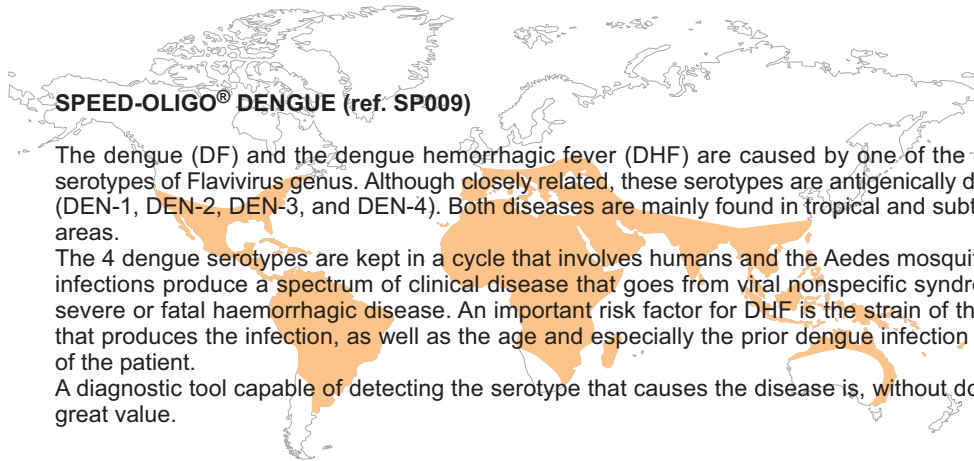 SPEED-OLIGO® DENGUE (ref. SP009)
The dengue (DF) and the dengue hemorrhagic fever (DHF) are caused by one of the
serotypes of Flavivirus genus. Although closely related, these serotypes are antigenically
(DEN-1, DEN-2, DEN-3, and DEN-4). Both diseases are mainly found in tropical and
areas.
The 4 dengue serotypes are kept in a cycle that involves humans and the Aedes
infections produce a spectrum of clinical disease that goes from viral nonspecific
severe or fatal haemorrhagic disease. An important risk factor for DHF is the strain of
that produces the infection, as well as the age and especially the prior dengue infection
of the patient.
A diagnostic tool capable of detecting the serotype that causes the disease is, without
great value.